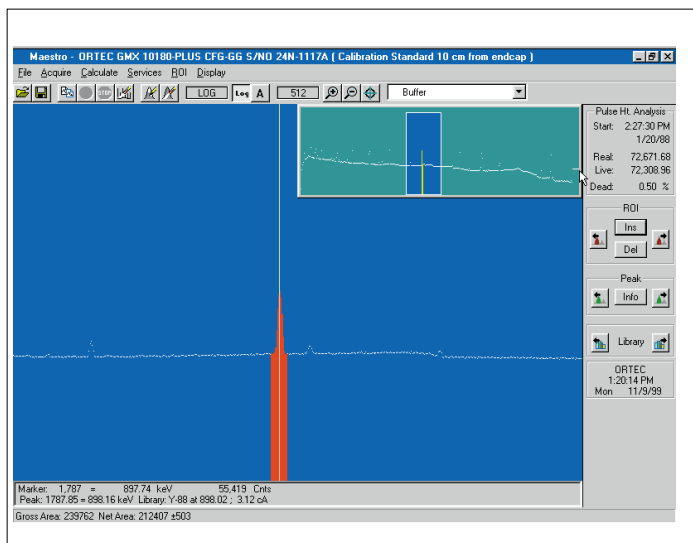 Maestro - ORTEC GMX 10180-PLUS CFG-GG S/NO 24N-1117A ( Calibration Standard 10 cm from endcap )
File Acquire Calculate Services ROI Display
STOP LOG Log A 512 Buffer
Pulse Ht. Analysis
Start: 2:27:30 PM
1/20/88
Real: 72,671.68
Live: 72,308.96
Dead: 0.50 %
ROI
Ins
Del
Peak
Info
Library
ORTEC
1:20:14 PM
Mon 11/9/99
Marker: 1,787 = 897.74 keV 55,419 Cnts
Peak: 1787.85 = 898.16 keV Library: Y-88 at 898.02 ; 3.12 cA
Gross Area: 239762 Net Area: 212407 ±503